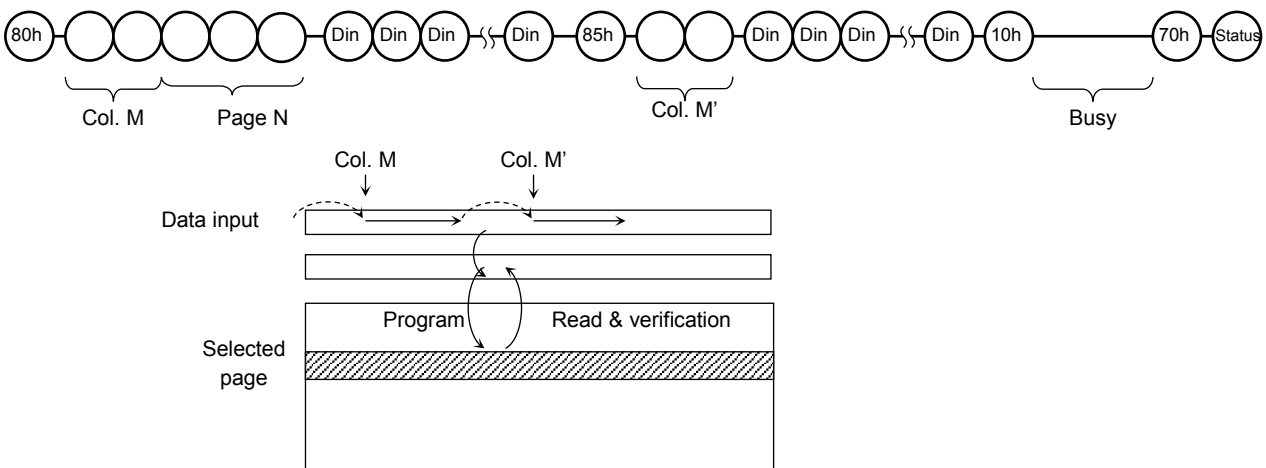 80h Din Din Din Din 85h Din Din Din Din 10h 70h Status
Col. M Page N Col. M’ Busy
Col. M Col. M’
Data input
Program Read & verification
Selected
page